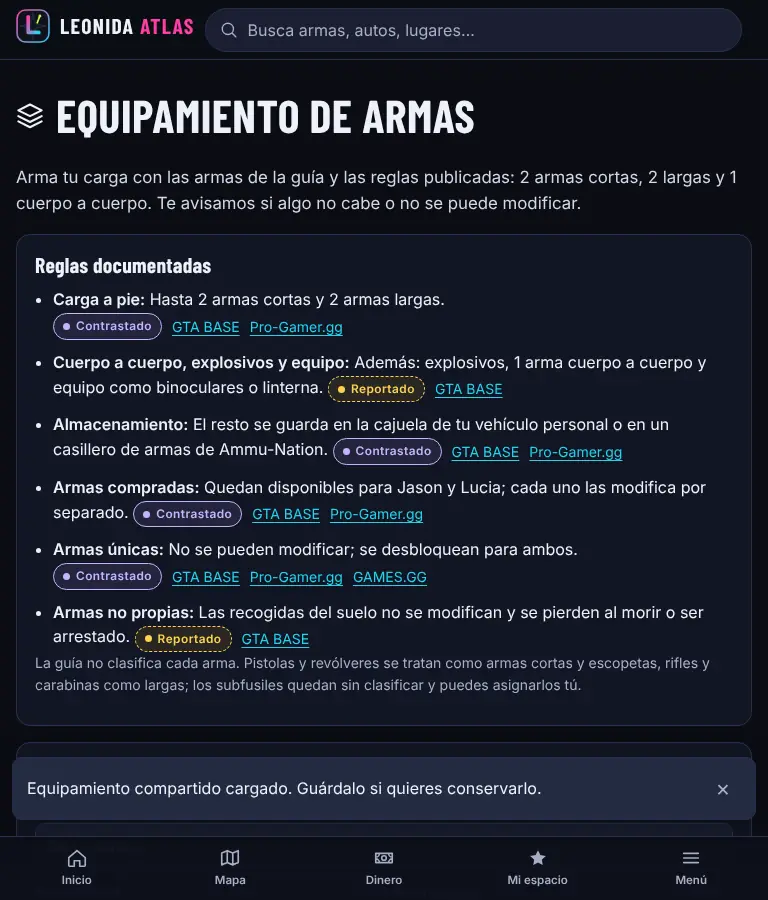 LEONIDA ATLAS
Busca armas, autos, lugares...
EQUIPAMIENTO DE ARMAS
Arma tu carga con las armas de la guía y las reglas publicadas: 2 armas cortas, 2 largas y 1
cuerpo a cuerpo. Te avisamos si algo no cabe o no se puede modificar.
Reglas documentadas
• Carga a pie: Hasta 2 armas cortas y 2 armas largas.
Contrastado GTA BASE Pro-Gamer.gg
• Cuerpo a cuerpo, explosivos y equipo: Además: explosivos, 1 arma cuerpo a cuerpo y
equipo como binoculares o linterna. Reportado GTA BASE
• Almacenamiento: El resto se guarda en la cajuela de tu vehículo personal o en un
casillero de armas de Ammu-Nation. Contrastado GTA BASE Pro-Gamer.gg
• Armas compradas: Quedan disponibles para Jason y Lucia; cada uno las modifica por
separado. Contrastado GTA BASE Pro-Gamer.gg
• Armas únicas: No se pueden modificar; se desbloquean para ambos.
Contrastado GTA BASE Pro-Gamer.gg GAMES.GG
• Armas no propias: Las recogidas del suelo no se modifican y se pierden al morir o ser
arrestado. Reportado GTA BASE
La guía no clasifica cada arma. Pistolas y revólveres se tratan como armas cortas y escopetas, rifles y
carabinas como largas; los subfusiles quedan sin clasificar y puedes asignarlos tú.
Equipamiento compartido cargado. Guárdalo si quieres conservarlo.
Inicio Mapa Dinero Mi espacio Menú